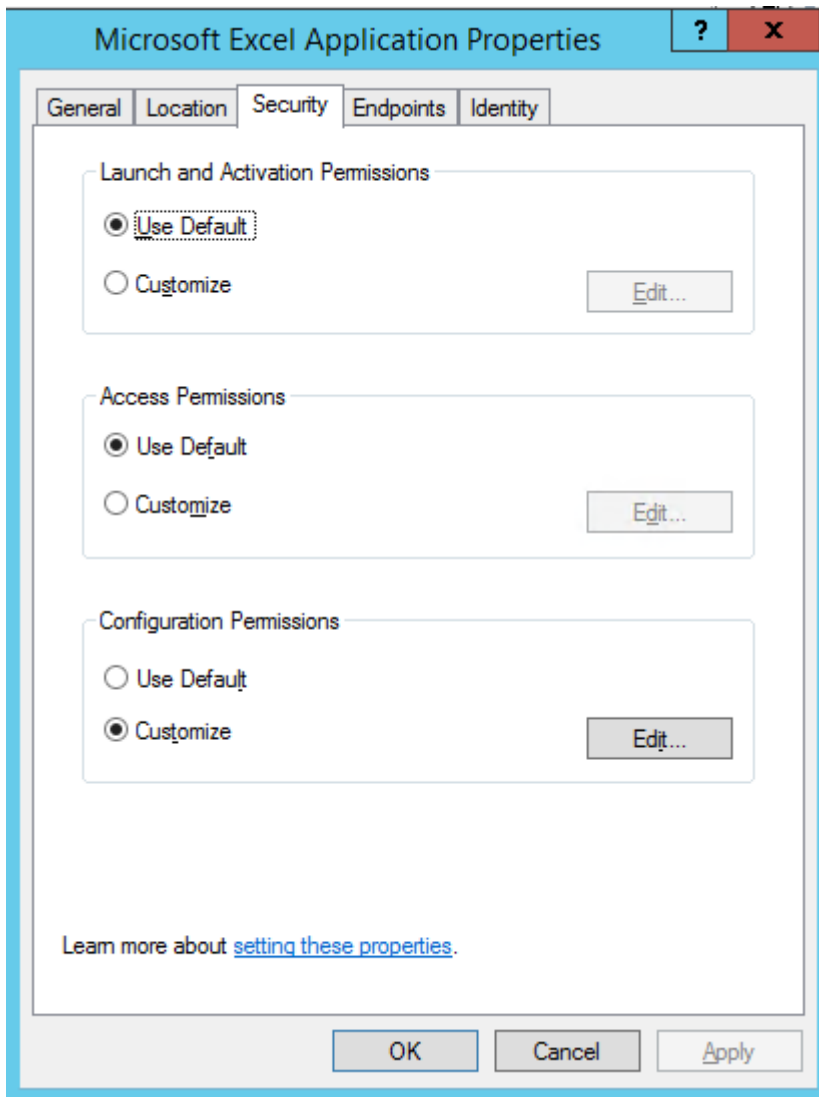 Microsoft Excel Application Properties
?
x
General Location Security Endpoints Identity
Launch and Activation Permissions
Use Default
Customize
Edit...
Access Permissions
Use Default
Customize
Edit...
Configuration Permissions
Use Default
Customize
Edit...
Learn more about setting these properties.
OK Cancel Apply